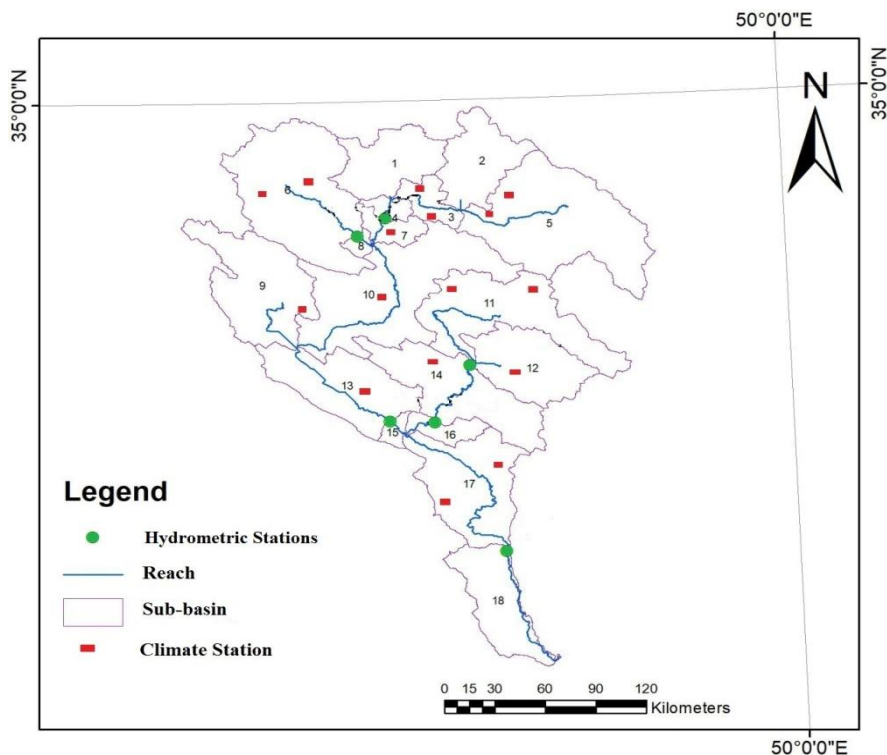 50°0'0"E
35°0'0"N
35°0'0"N
N
1
2
6
4
3
5
7
8
9
10
11
12
14
13
15
16
17
18
Legend
Hydrometric Stations
Reach
Sub-basin
Climate Station
0 15 30 60 90 120
Kilometers
50°0'0"E